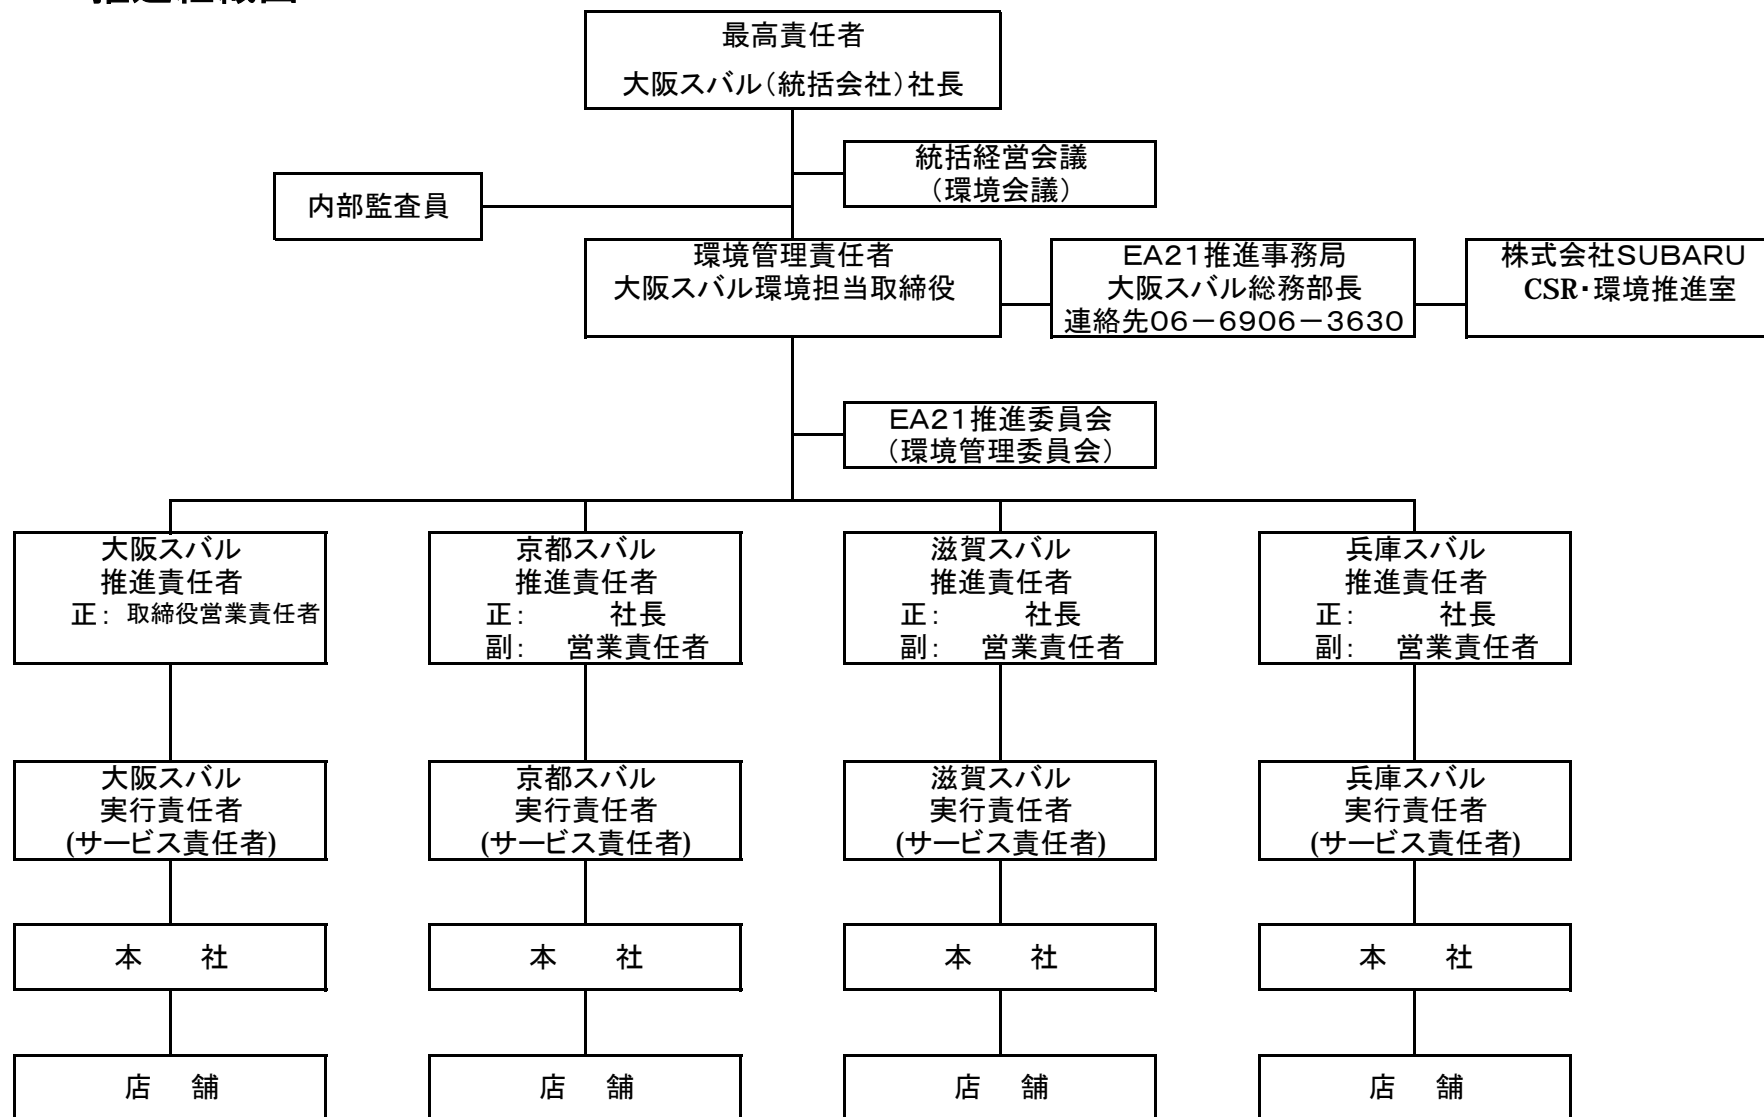 推進組織図
最高責任者
大阪スバル（統括会社）社長
統括経営会議
（環境会議）
内部監査員
環境管理責任者
大阪スバル環境担当取締役
EA21推進事務局
大阪スバル総務部長
連絡先06－6906－3630
株式会社SUBARU
CSR・環境推進室
EA21推進委員会
（環境管理委員会）
大阪スバル
推進責任者
正： 取締役営業責任者
京都スバル
推進責任者
正：　　　社長
副：　営業責任者
滋賀スバル
推進責任者
正：　　　社長
副：　営業責任者
兵庫スバル
推進責任者
正：　　　社長
副：　営業責任者
大阪スバル
実行責任者
(サービス責任者)
京都スバル
実行責任者
(サービス責任者)
滋賀スバル
実行責任者
(サービス責任者)
兵庫スバル
実行責任者
(サービス責任者)
本　　社
本　　社
本　　社
本　　社
店　舗
店　舗
店　舗
店　舗